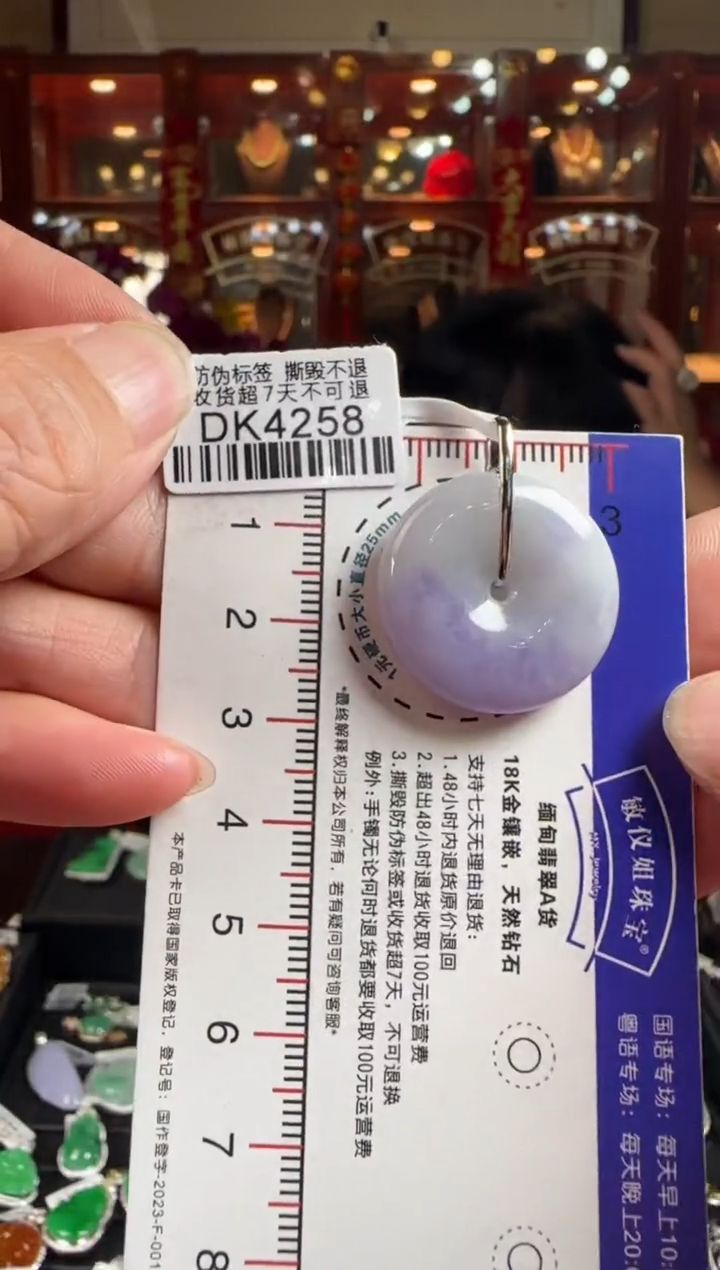 防伪标签 撕毁不退
收货超7天不可退
DK4258
3
1
2
3
4
5
6
7
8
1元硬币大小直径25mm
缅甸翡翠A货
18K金镶嵌，天然钻石
支持七天无理由退货：
1.48小时内退货原价退回
2.超出48小时退货收取100元运营费
3.撕毁防伪标签或收货超7天，不可退换
例外：手镯无论何时退货都要收取100元运营费
*最终解释权归本公司所有，若有疑问可咨询客服*
本产品卡已取得国家版权登记，登记号：国作登字-2023-F-001
敏仪姐珠宝®
MY Jewelry
国语专场：每天早上10:
粤语专场：每天晚上20: